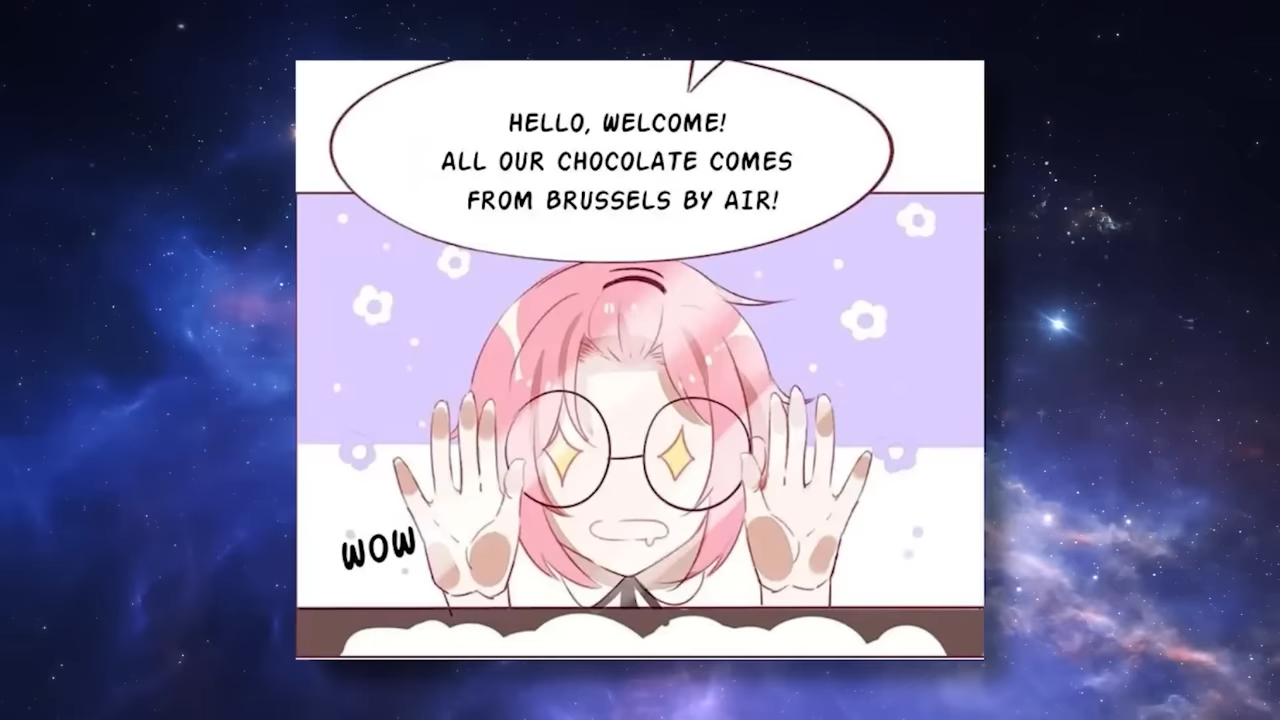 HELLO, WELCOME!
ALL OUR CHOCOLATE COMES
FROM BRUSSELS BY AIR!
WOW